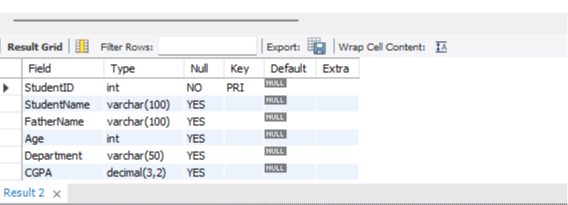 Result Grid Filter Rows: Export: Wrap Cell Content: IA
Field Type Null Key Default Extra
StudentID int NO PRI NULL
StudentName varchar(100) YES NULL
FatherName varchar(100) YES NULL
Age int YES NULL
Department varchar(50) YES NULL
CGPA decimal(3,2) YES NULL
Result 2 ×